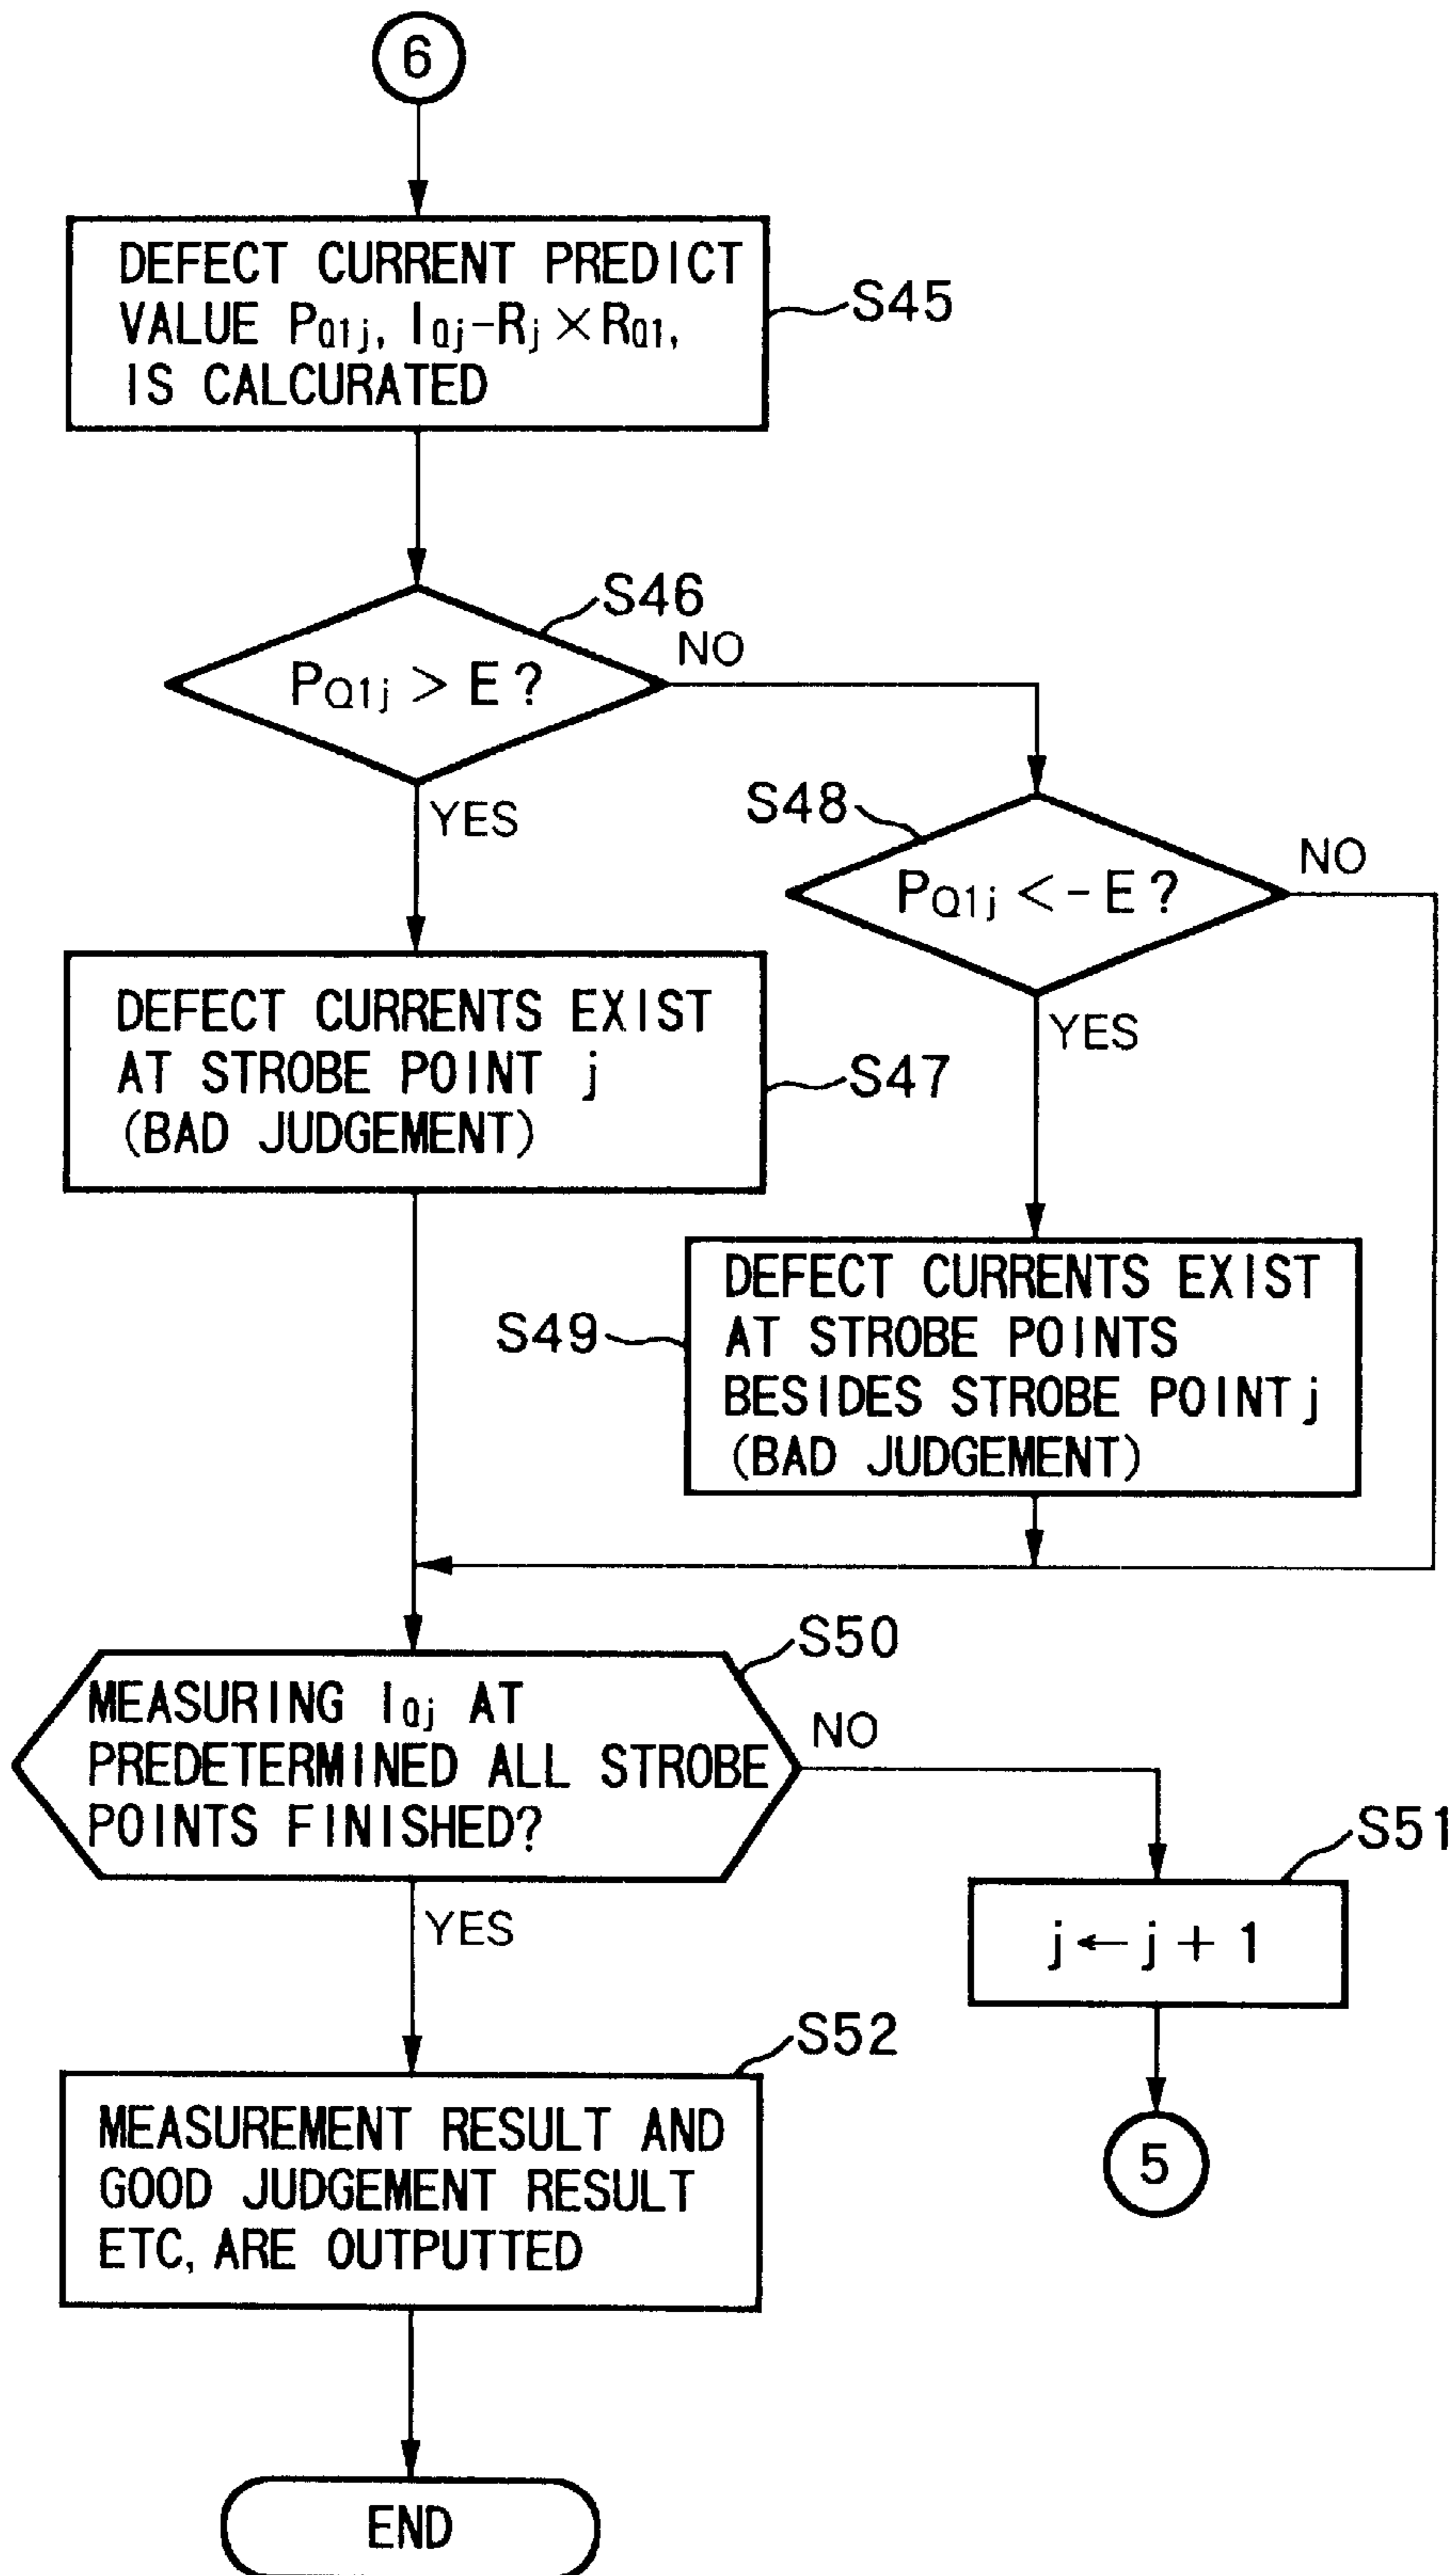 6
DEFECT CURRENT PREDICT
VALUE PQ1j, IQj-Rj×RQ1,
IS CALCURATED
S45
S46
PQ1j > E?
NO
YES
S48
PQ1j < - E?
NO
YES
DEFECT CURRENTS EXIST
AT STROBE POINT j
(BAD JUDGEMENT)
S47
DEFECT CURRENTS EXIST
AT STROBE POINTS
BESIDES STROBE POINT j
(BAD JUDGEMENT)
S49
S50
MEASURING IQj AT
PREDETERMINED ALL STROBE
POINTS FINISHED?
NO
YES
S51
j ← j + 1
5
S52
MEASUREMENT RESULT AND
GOOD JUDGEMENT RESULT
ETC, ARE OUTPUTTED
END